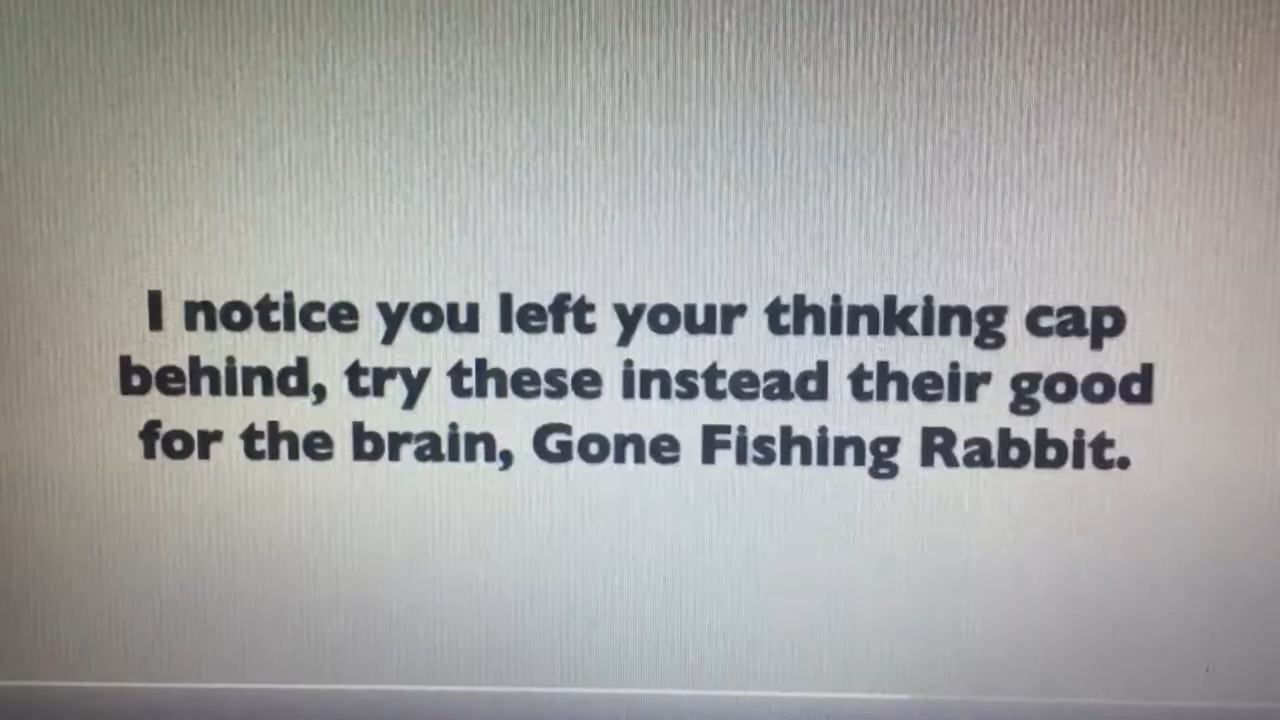 I notice you left your thinking cap
behind, try these instead their good
for the brain, Gone Fishing Rabbit.